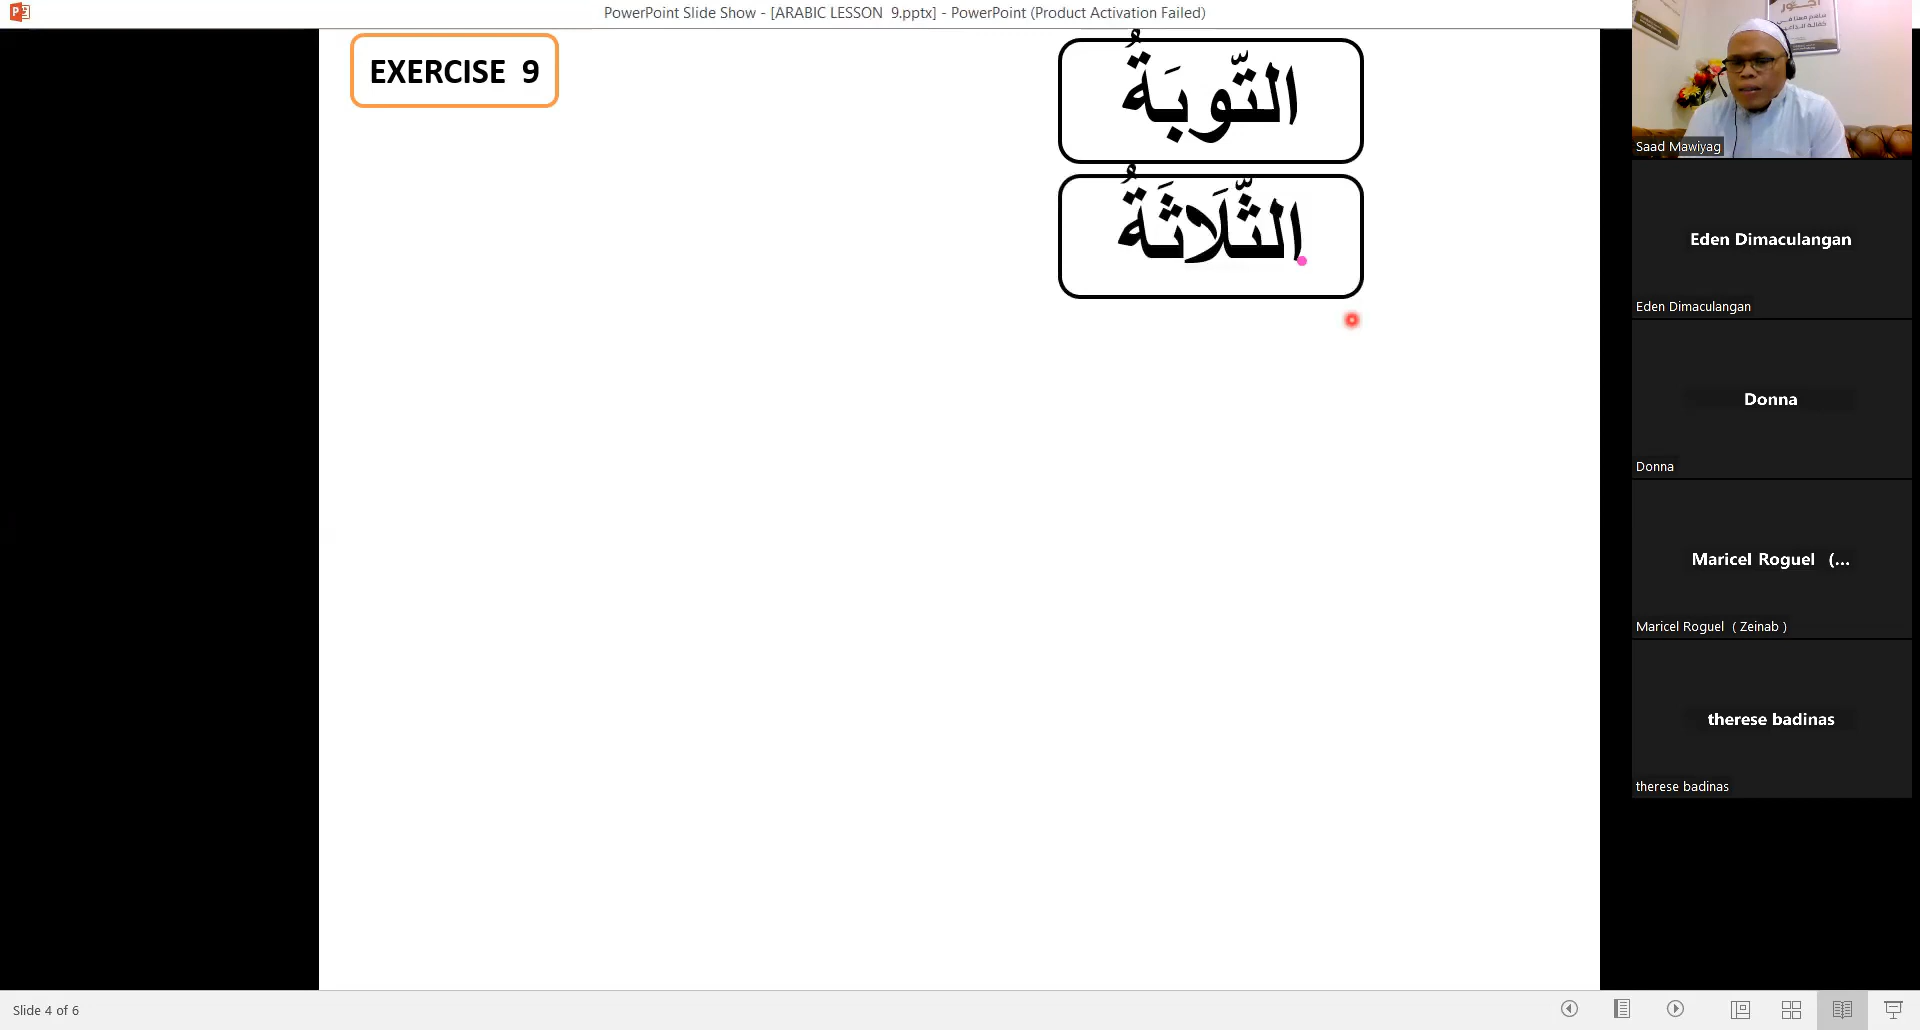 PowerPoint Slide Show - [ARABIC LESSON  9.pptx] - PowerPoint (Product Activation Failed)
EXERCISE 9
التّوبَةُ
الثَّلَاثَةُ
Saad Mawiyag
Eden Dimaculangan
Eden Dimaculangan
Donna
Donna
Maricel Roguel (...
Maricel Roguel ( Zeinab )
therese badinas
therese badinas
Slide 4 of 6